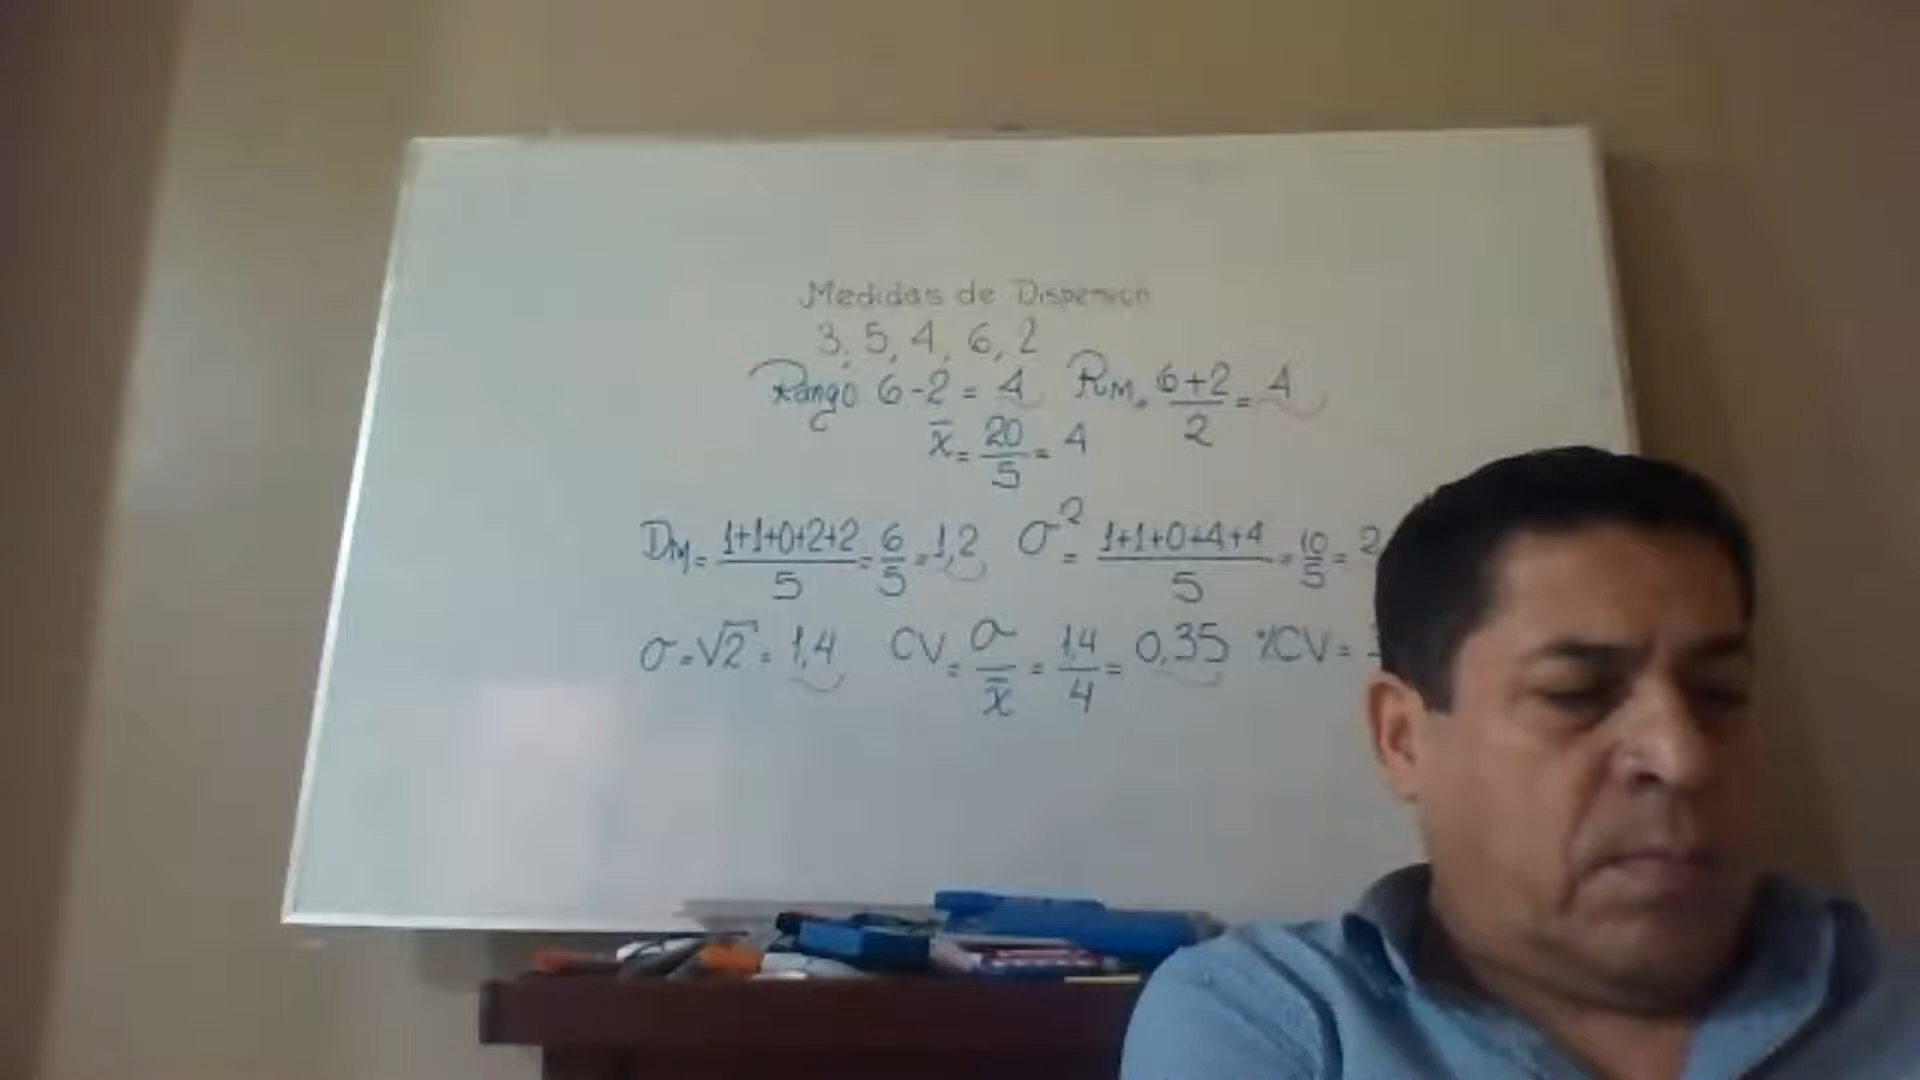 Medidas de Dispersión
3, 5, 4, 6, 2
Rango 6-2 = 4 RM = 6+2/2 = 4
x̄ = 20/5 = 4
DM = 1+1+0+2+2/5 = 6/5 = 1,2 σ² = 1+1+0+4+4/5 = 10/5 = 2
σ = √2 = 1,4 CV = σ/x̄ = 1,4/4 = 0,35 %CV =